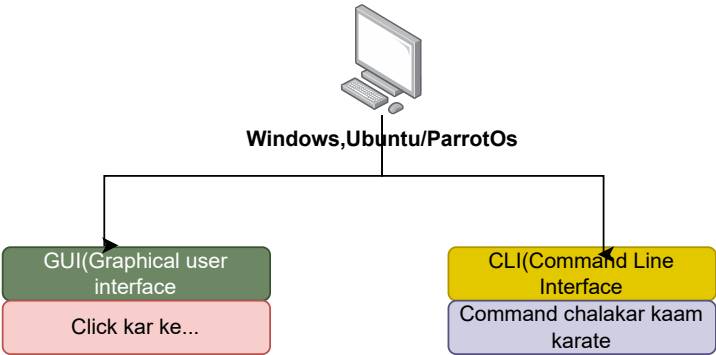 Windows,Ubuntu/ParrotOs
GUI(Graphical user
interface
Click kar ke...
CLI(Command Line
Interface
Command chalakar kaam
karate